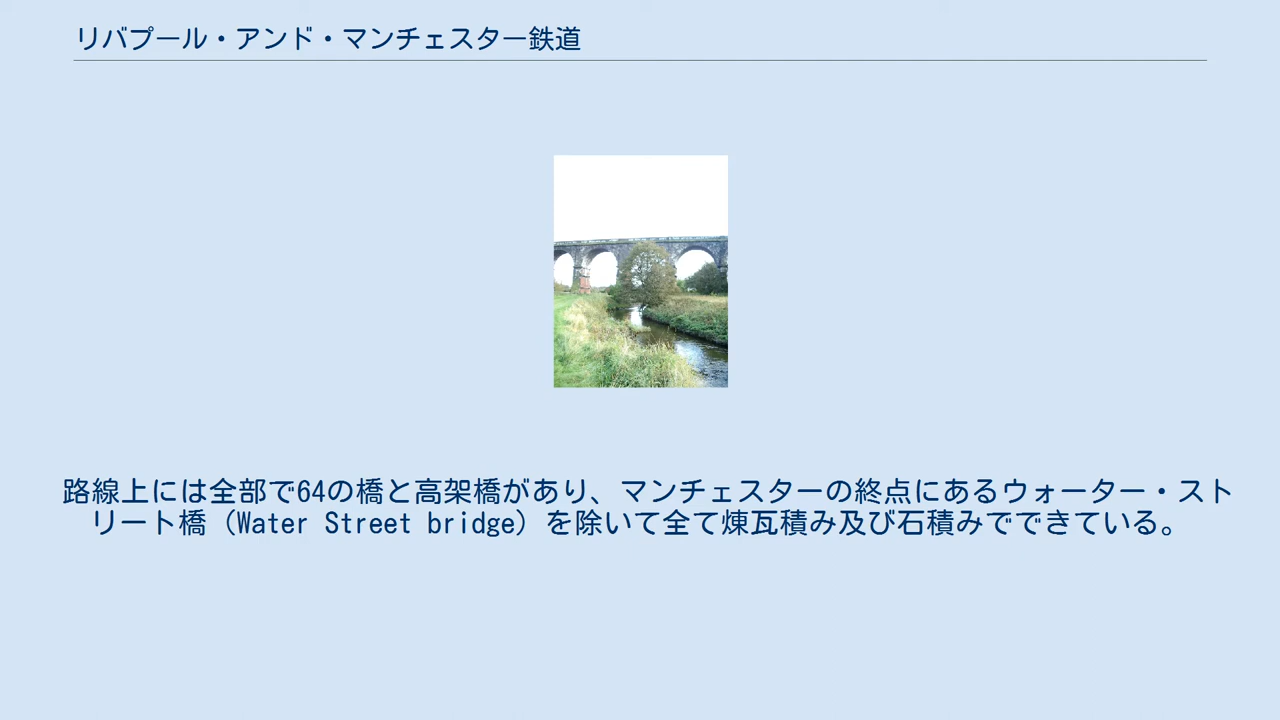 リバプール・アンド・マンチェスター鉄道
路線上には全部で64の橋と高架橋があり、マンチェスターの終点にあるウォーター・スト
リート橋（Water Street bridge）を除いて全て煉瓦積み及び石積みでできている。